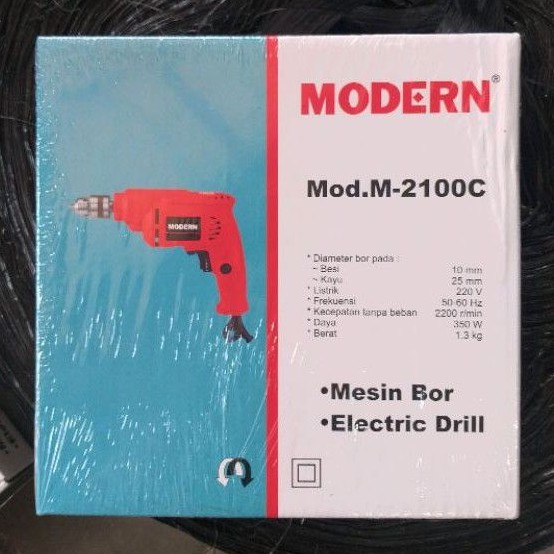 MODERN®
Mod.M-2100C
MODERN
* Diameter bor pada :
~ Besi 10 mm
~ Kayu 25 mm
* Listrik 220 V
* Frekuensi 50-60 Hz
* Kecepatan tanpa beban 2200 r/min
* Daya 350 W
* Berat 1.3 kg
•Mesin Bor
•Electric Drill